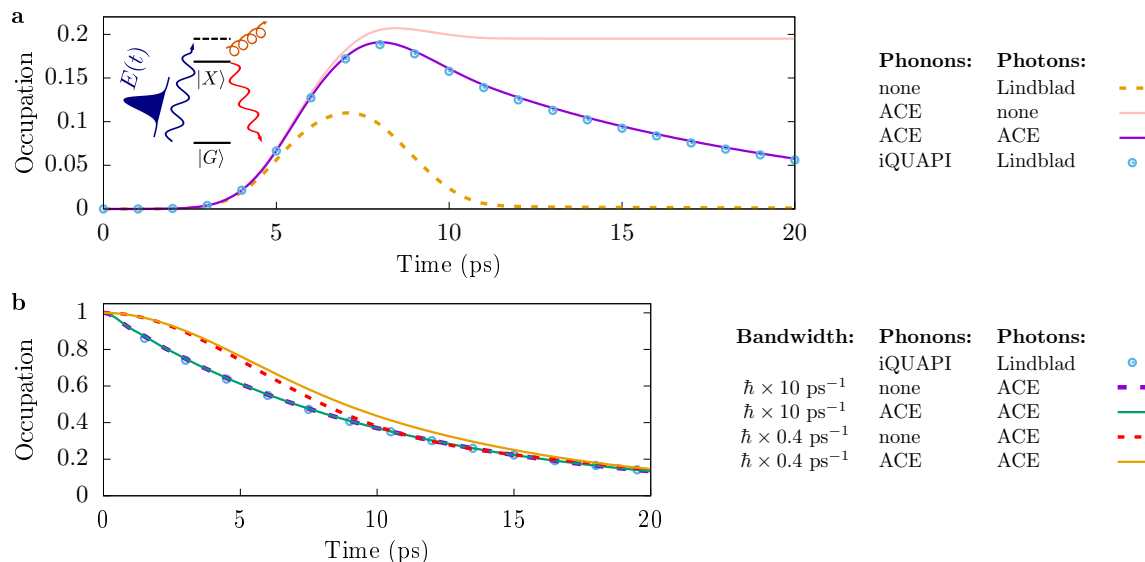 a
0.2
0.15
0.1
0.05
0
Occupation
E(t)
|X⟩
|G⟩
0 5 10 15 20
Time (ps)
Phonons: Photons:
none Lindblad
ACE none
ACE ACE
iQUAPI Lindblad
b
1
0.8
0.6
0.4
0.2
0
Occupation
0 5 10 15 20
Time (ps)
Bandwidth: Phonons: Photons:
iQUAPI Lindblad
ℏ × 10 ps⁻¹ none ACE
ℏ × 10 ps⁻¹ ACE ACE
ℏ × 0.4 ps⁻¹ none ACE
ℏ × 0.4 ps⁻¹ ACE ACE